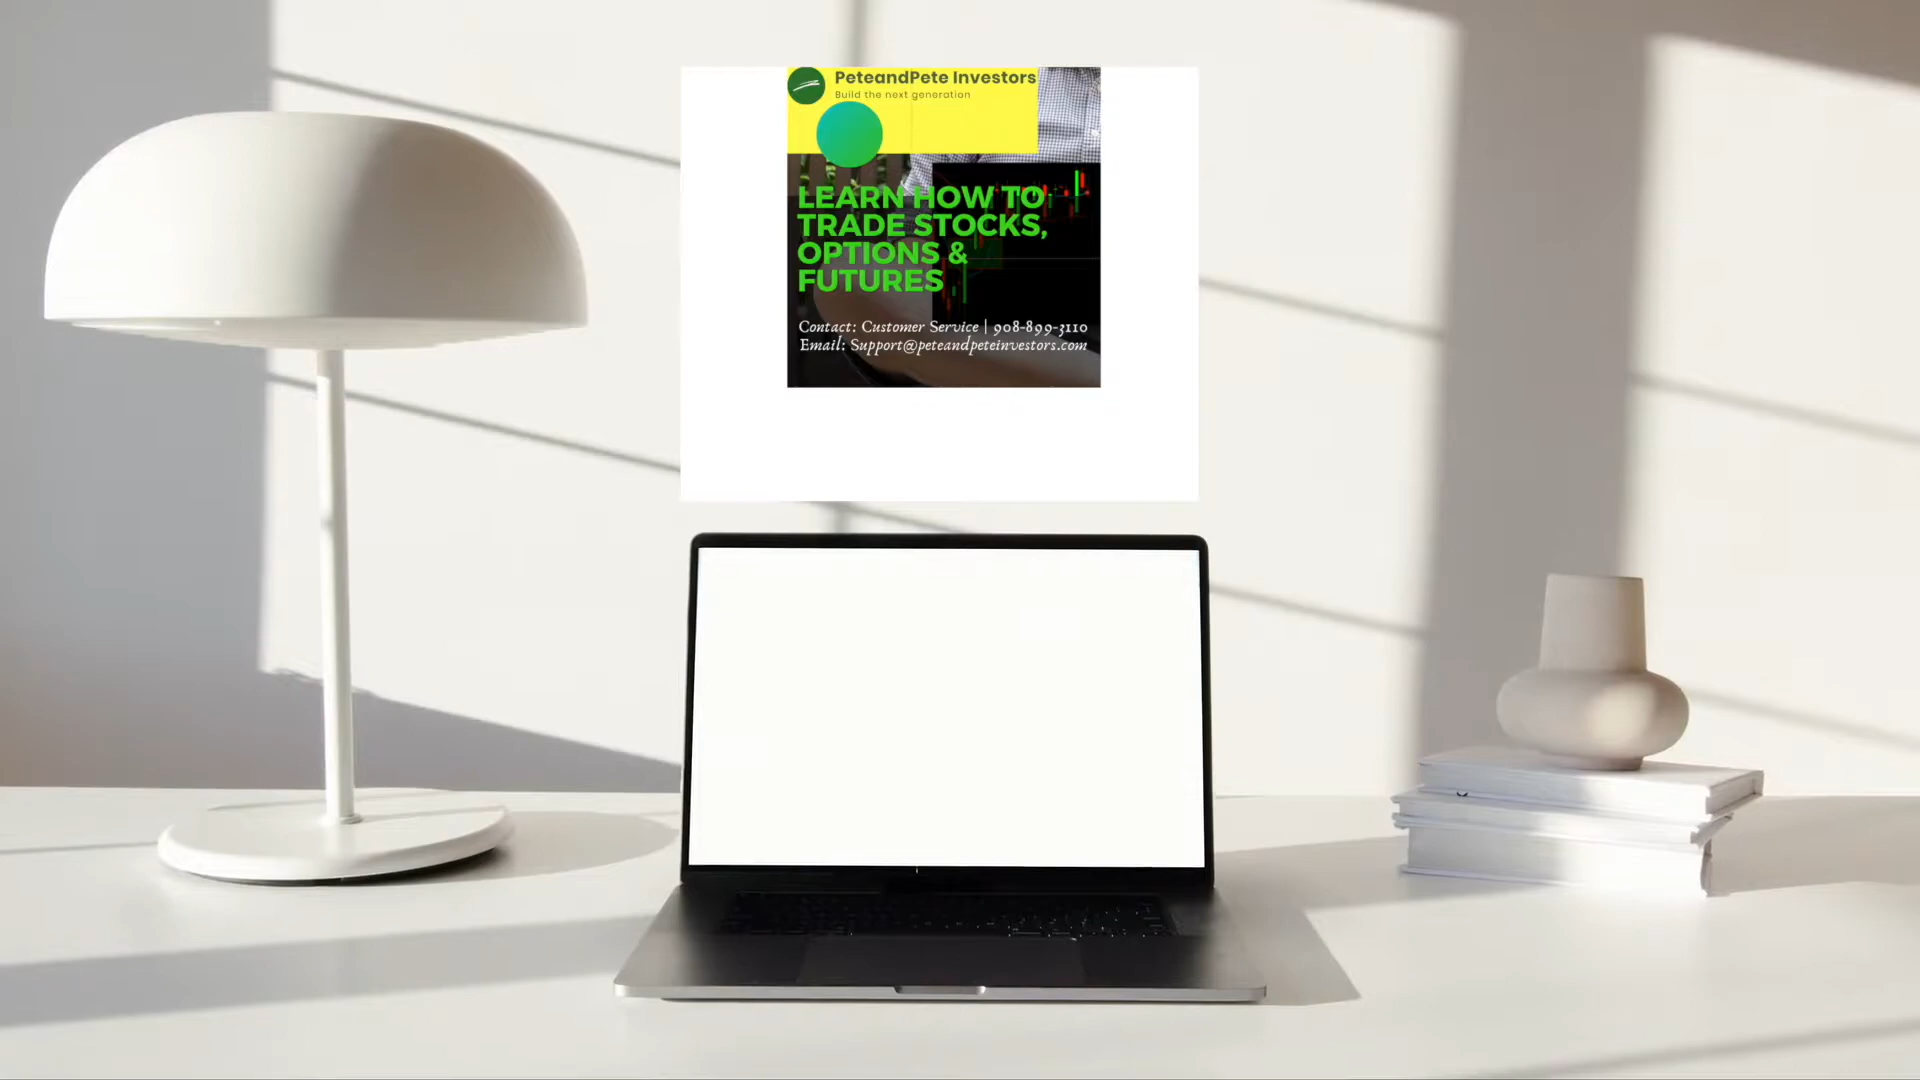 PeteandPete Investors
Build the next generation
LEARN HOW TO
TRADE STOCKS,
OPTIONS &
FUTURES
Contact: Customer Service | 908-899-3110
Email: Support@peteandpeteinvestors.com